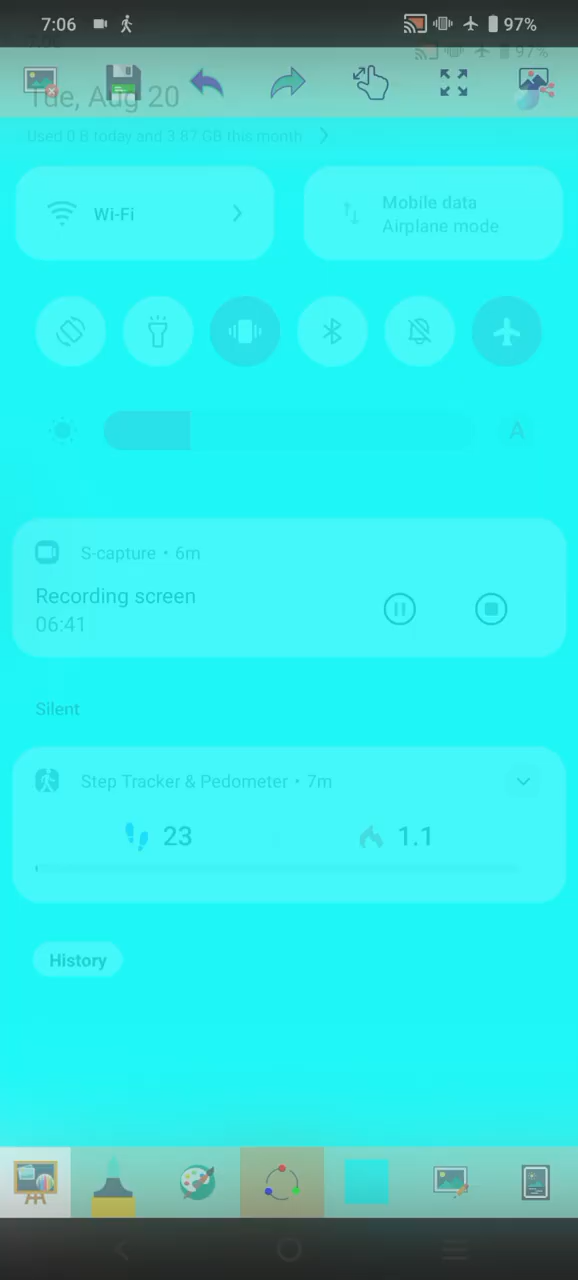 7:06 97%
97%
Tue, Aug 20
Used 0 B today and 3.87 GB this month
Wi-Fi
Mobile data
Airplane mode
A
S-capture • 6m
Recording screen
06:41
Silent
Step Tracker & Pedometer • 7m
23 1.1
History